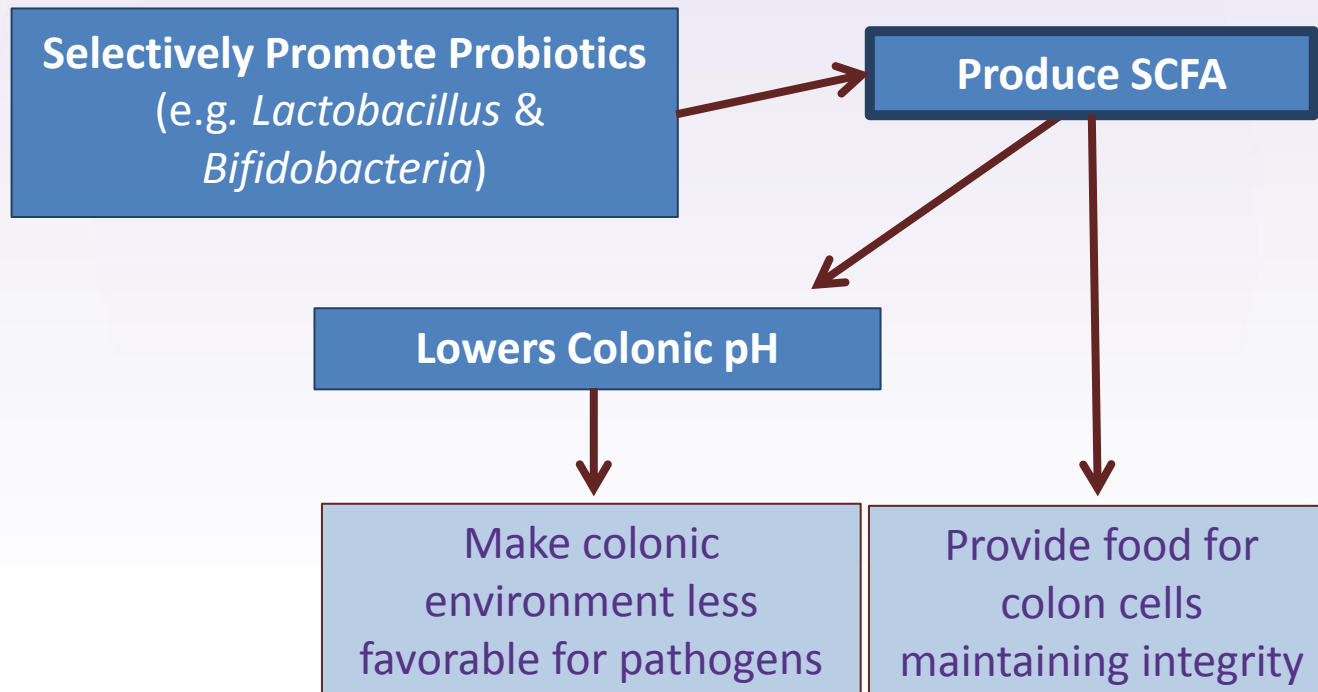 Selectively Promote Probiotics
(e.g. Lactobacillus &
Bifidobacteria)
Produce SCFA
Lowers Colonic pH
Make colonic
environment less
favorable for pathogens
Provide food for
colon cells
maintaining integrity